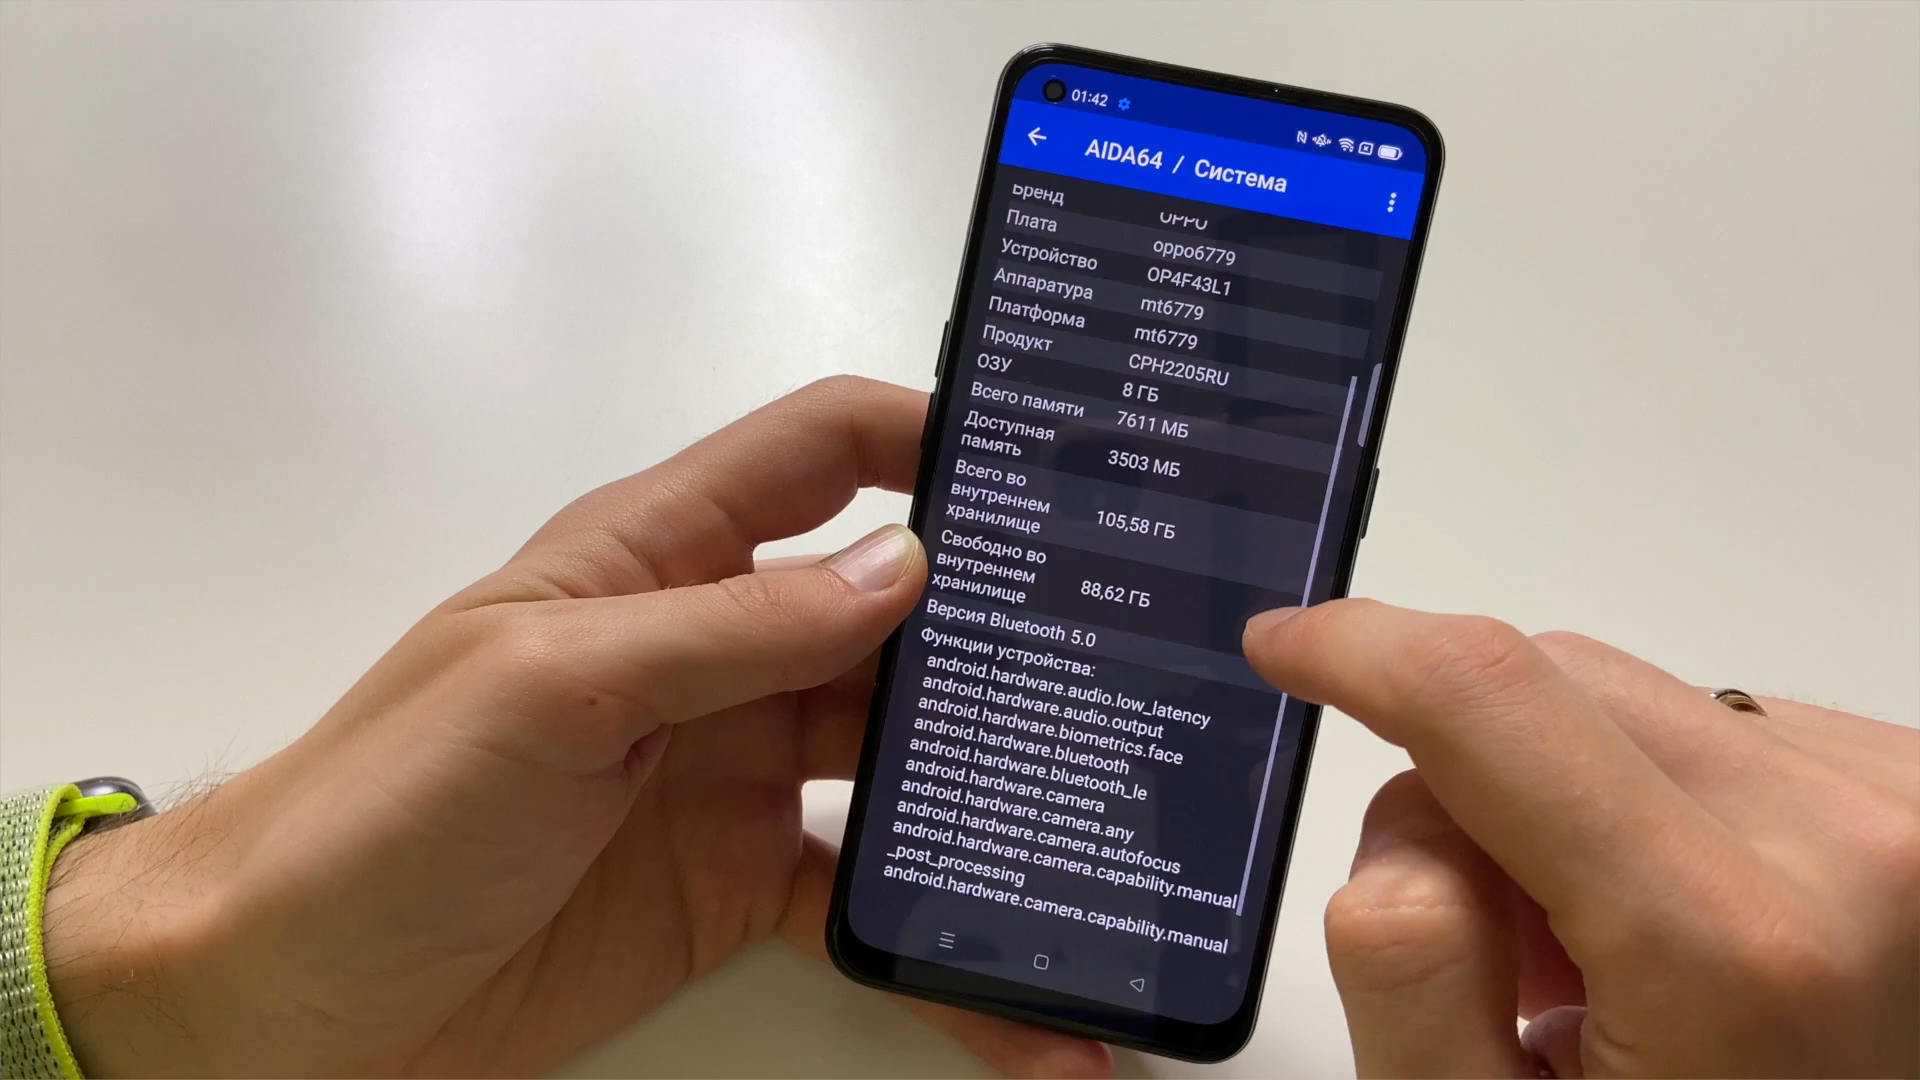 01:42
AIDA64 / Система
Бренд OPPO
Плата oppo6779
Устройство OP4F43L1
Аппаратура mt6779
Платформа mt6779
Продукт CPH2205RU
ОЗУ 8 ГБ
Всего памяти 7611 МБ
Доступная
память 3503 МБ
Всего во
внутреннем
хранилище 105,58 ГБ
Свободно во
внутреннем
хранилище 88,62 ГБ
Версия Bluetooth 5.0
Функции устройства:
android.hardware.audio.low_latency
android.hardware.audio.output
android.hardware.biometrics.face
android.hardware.bluetooth
android.hardware.bluetooth_le
android.hardware.camera
android.hardware.camera.any
android.hardware.camera.autofocus
android.hardware.camera.capability.manual
_post_processing
android.hardware.camera.capability.manual